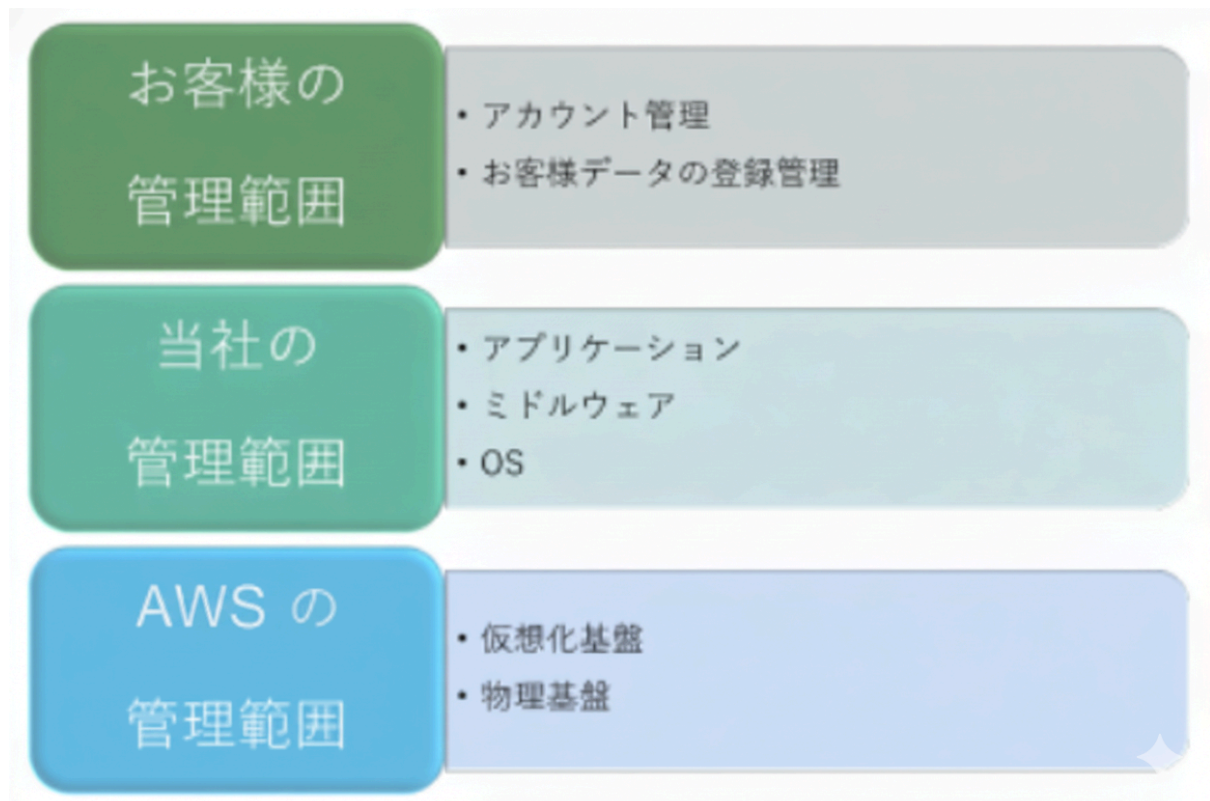 お客様の
管理範囲
・アカウント管理
・お客様データの登録管理
当社の
管理範囲
・アプリケーション
・ミドルウェア
・OS
AWS の
管理範囲
・仮想化基盤
・物理基盤